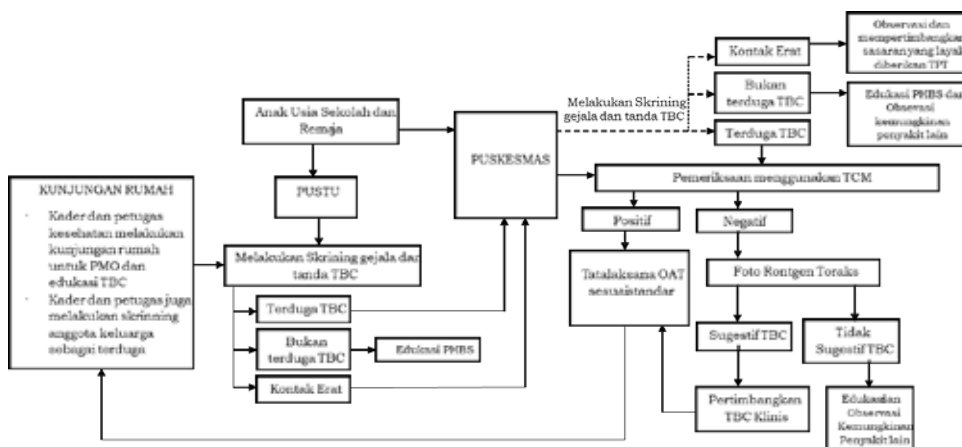 Observasi dan
mempertimbangkan
sasaran yang layak
diberikan TPT
Kontak Erat
Bukan
terduga TBC
Edukasi PHBS dan
Observasi
kemungkinan
penyakit lain
Melakukan Skrining
gejala dan tanda TBC
Terduga TBC
Anak Usia Sekolah dan
Remaja
PUSKESMAS
Pemeriksaan menggunakan TCM
PUSTU
Positif
Negatif
KUNJUNGAN RUMAH
· Kader dan petugas
kesehatan melakukan
kunjungan rumah
untuk PMO dan
edukasi TBC
· Kader dan petugas juga
melakukan skrinning
anggota keluarga
sebagai terduga
Melakukan Skrining gejala dan
tanda TBC
Tatalaksana OAT
sesuaistandar
Foto Rontgen Toraks
Terduga TBC
Bukan
terduga TBC
Edukasi PHBS
Kontak Erat
Sugestif TBC
Tidak
Sugestif TBC
Pertimbangkan
TBC Klinis
Edukasidan
Observasi
Kemungkinan
Penyakit lain